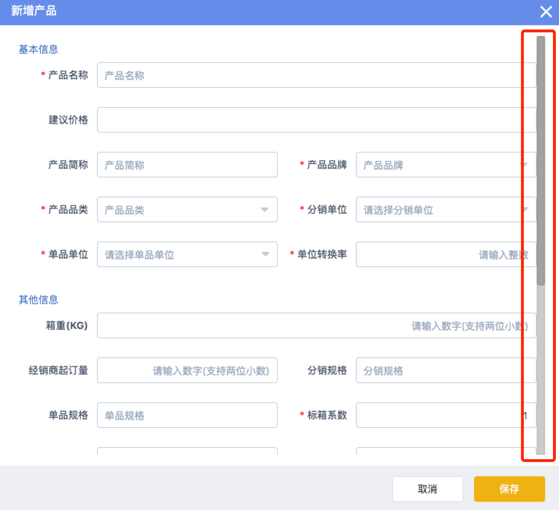 新增产品
基本信息
* 产品名称 产品名称
建议价格
产品简称 产品简称 * 产品品牌 产品品牌
* 产品品类 产品品类 * 分销单位 请选择分销单位
* 单品单位 请选择单品单位 * 单位转换率 请输入整数
其他信息
箱重(KG) 请输入数字(支持两位小数)
经销商起订量 请输入数字(支持两位小数) 分销规格 分销规格
单品规格 单品规格 * 标箱系数 1
取消 保存